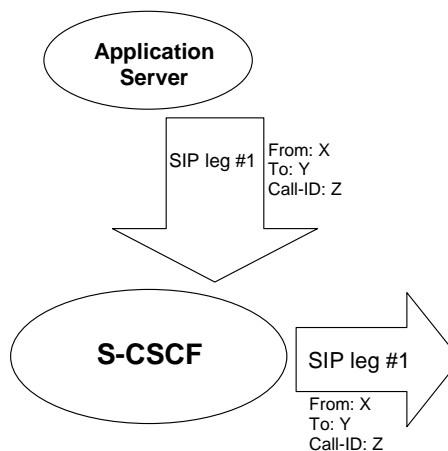 Application
Server
SIP leg #1
From: X
To: Y
Call-ID: Z
S-CSCF
SIP leg #1
From: X
To: Y
Call-ID: Z